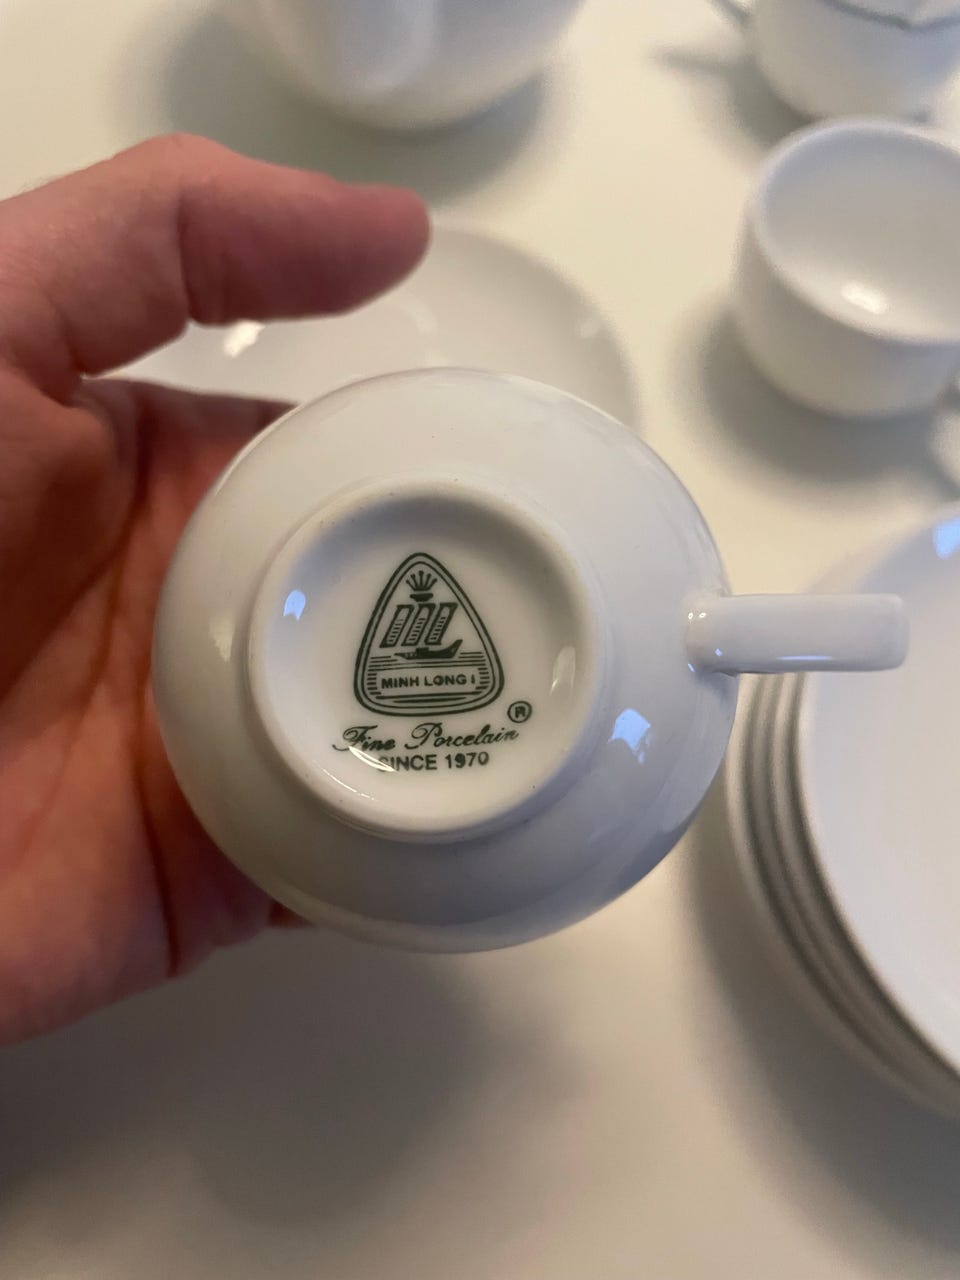 MINH LONG I
®
Fine Porcelain
SINCE 1970